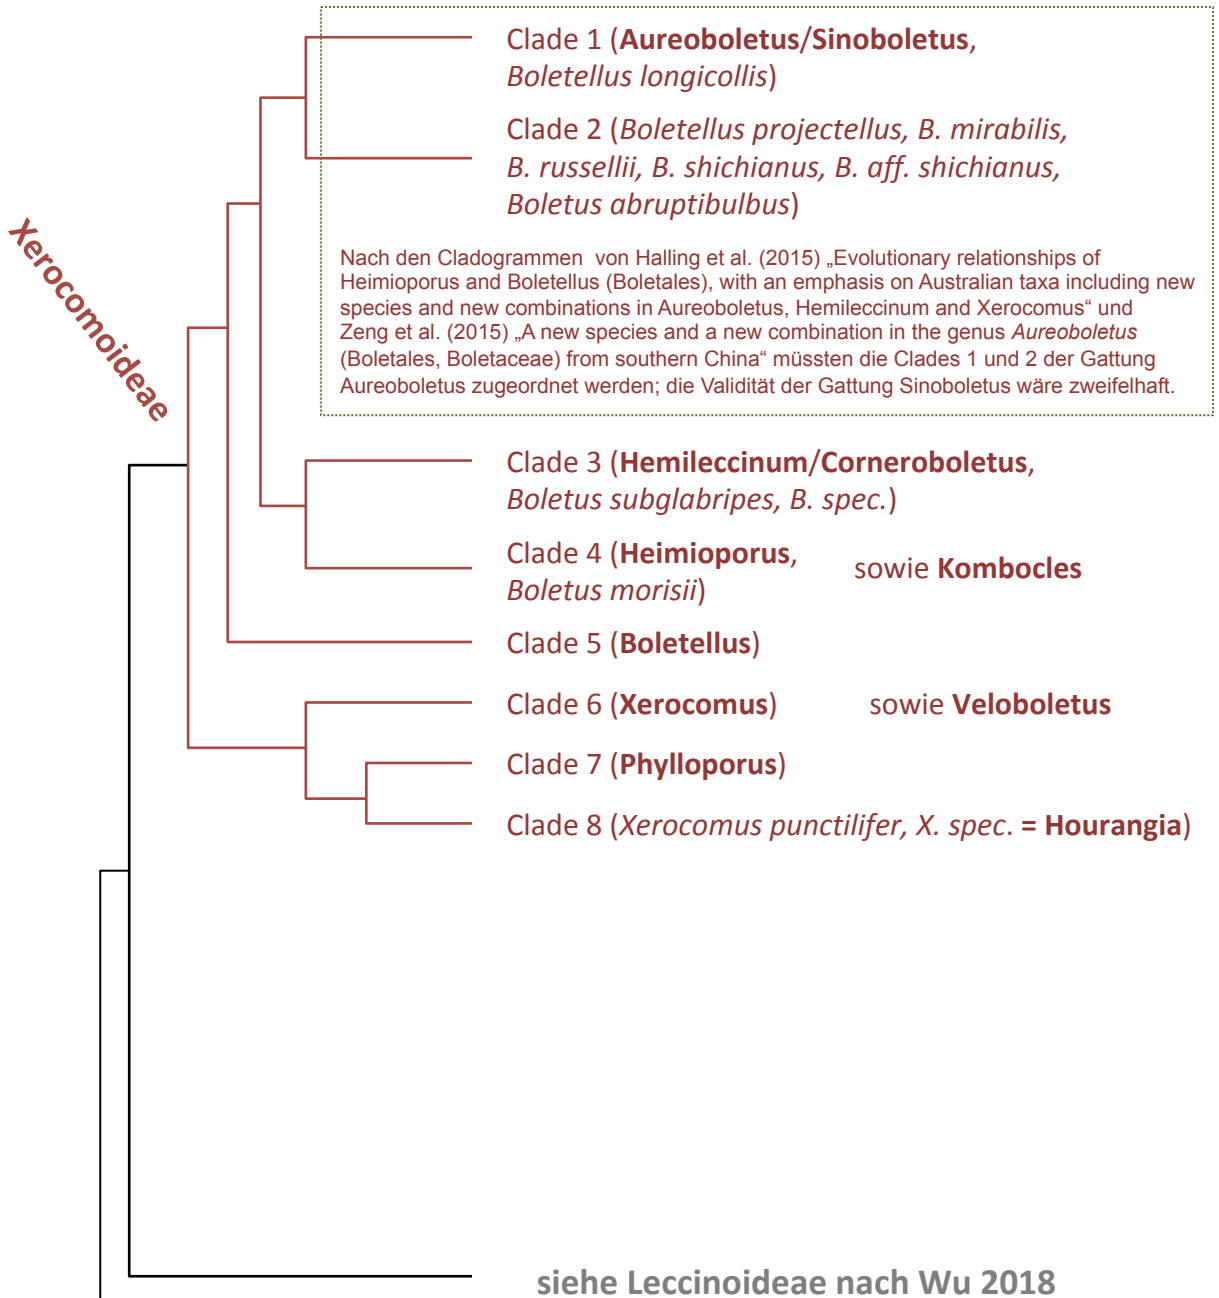 Clade 1 (Aureoboletus/Sinoboletus,
Boletellus longicollis)
Clade 2 (Boletellus projectellus, B. mirabilis,
B. russellii, B. shichianus, B. aff. shichianus,
Boletus abruptibulbus)
Xerocomoideae
Nach den Cladogrammen von Halling et al. (2015) „Evolutionary relationships of
Heimioporus and Boletellus (Boletales), with an emphasis on Australian taxa including new
species and new combinations in Aureoboletus, Hemileccinum and Xerocomus“ und
Zeng et al. (2015) „A new species and a new combination in the genus Aureoboletus
(Boletales, Boletaceae) from southern China“ müssten die Clades 1 und 2 der Gattung
Aureoboletus zugeordnet werden; die Validität der Gattung Sinoboletus wäre zweifelhaft.
Clade 3 (Hemileccinum/Corneroboletus,
Boletus subglabripes, B. spec.)
Clade 4 (Heimioporus,
Boletus morisii)
sowie Kombocles
Clade 5 (Boletellus)
Clade 6 (Xerocomus) sowie Veloboletus
Clade 7 (Phylloporus)
Clade 8 (Xerocomus punctilifer, X. spec. = Hourangia)
siehe Leccinoideae nach Wu 2018